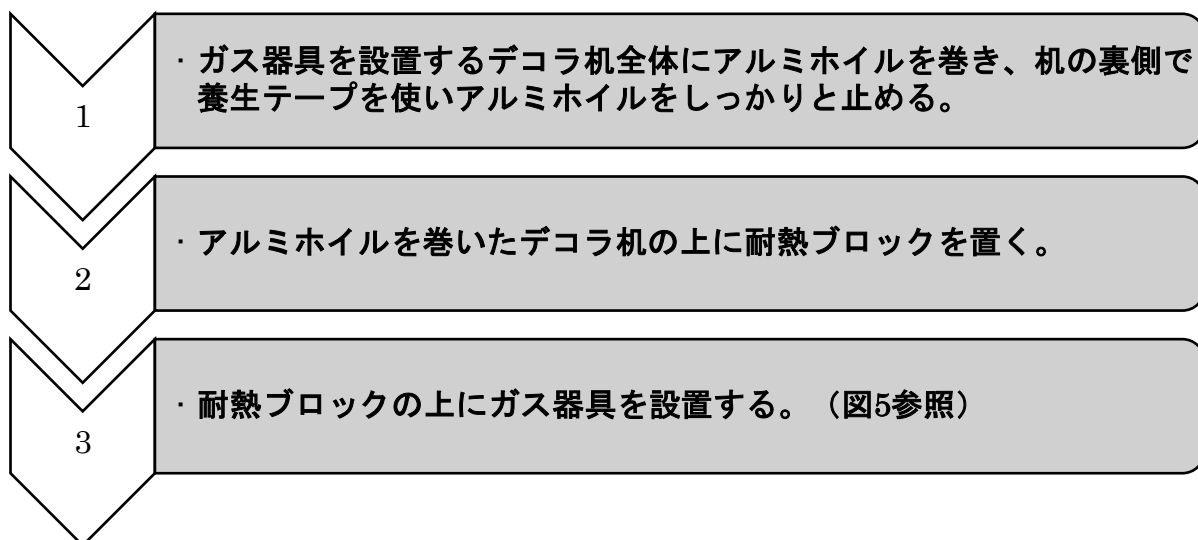 1
・ガス器具を設置するデコラ机全体にアルミホイルを巻き、机の裏側で
養生テープを使いアルミホイルをしっかりと止める。
2
・アルミホイルを巻いたデコラ机の上に耐熱ブロックを置く。
3
・耐熱ブロックの上にガス器具を設置する。（図5参照）